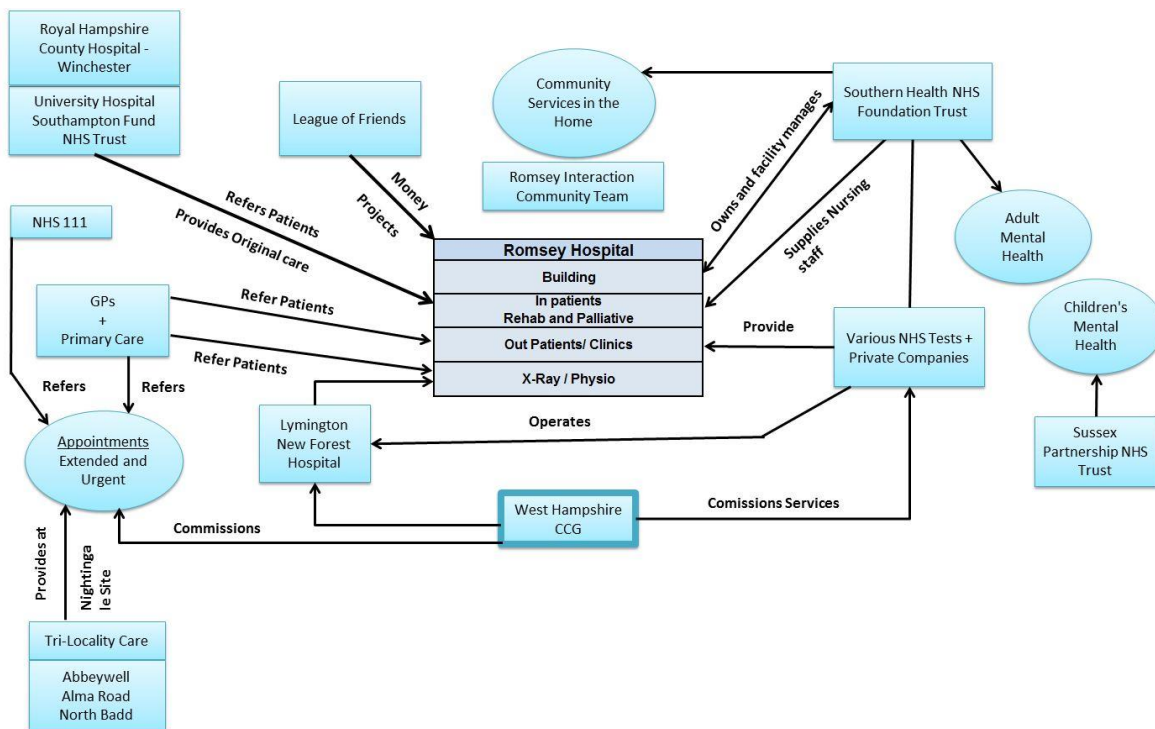 Royal Hampshire
County Hospital -
Winchester
University Hospital
Southampton Fund
NHS Trust
League of Friends
Community
Services in the
Home
Romsey Interaction
Community Team
Southern Health NHS
Foundation Trust
Owns and facility manages
Supplies Nursing
staff
Adult
Mental
Health
Children's
Mental
Health
Sussex
Partnership NHS
Trust
Money
Projects
Refers Patients
Provides Original care
NHS 111
GPs
+
Primary Care
Refer Patients
Refer Patients
Refers
Refers
Romsey Hospital
Building
In patients
Rehab and Palliative
Out Patients/ Clinics
X-Ray / Physio
Provide
Various NHS Tests +
Private Companies
Operates
Lymington
New Forest
Hospital
Appointments
Extended and
Urgent
West Hampshire
CCG
Comissions Services
Commissions
Provides at
Nightinga
le Site
Tri-Locality Care
Abbeywell
Alma Road
North Badd